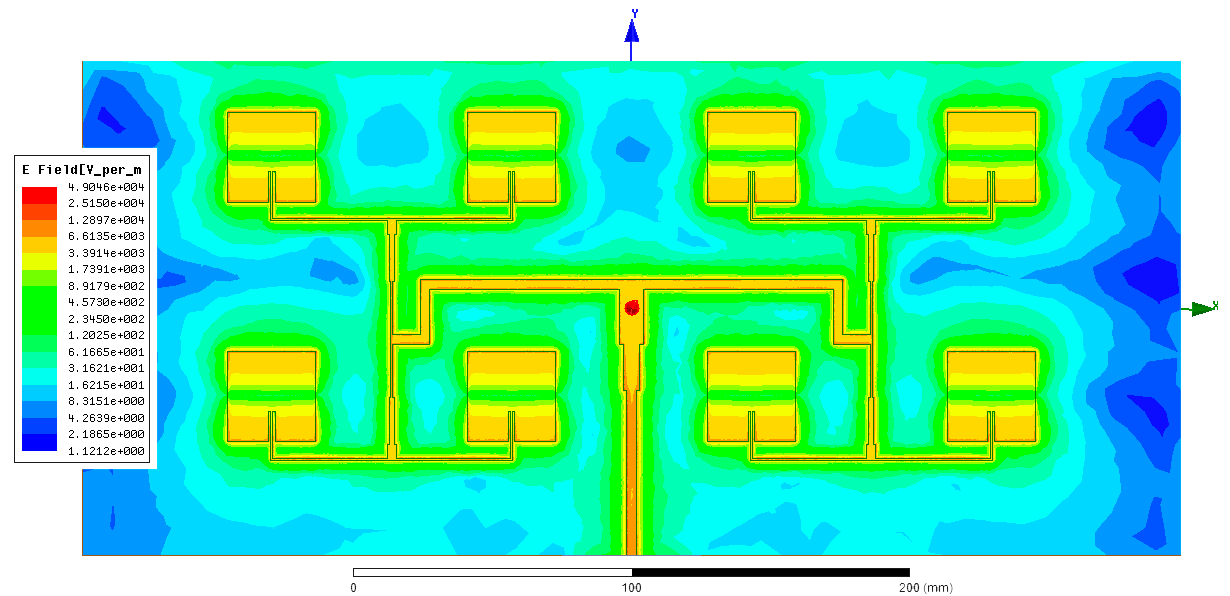 Y
E Field[V_per_m
4.9046e+004
2.5150e+004
1.2897e+004
6.6135e+003
3.3914e+003
1.7391e+003
8.9179e+002
4.5730e+002
2.3450e+002
1.2025e+002
6.1665e+001
3.1621e+001
1.6215e+001
8.3151e+000
4.2639e+000
2.1865e+000
1.1212e+000
X
0 100 200 (mm)